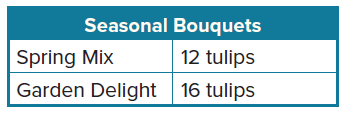 Seasonal Bouquets
Spring Mix 12 tulips
Garden Delight 16 tulips